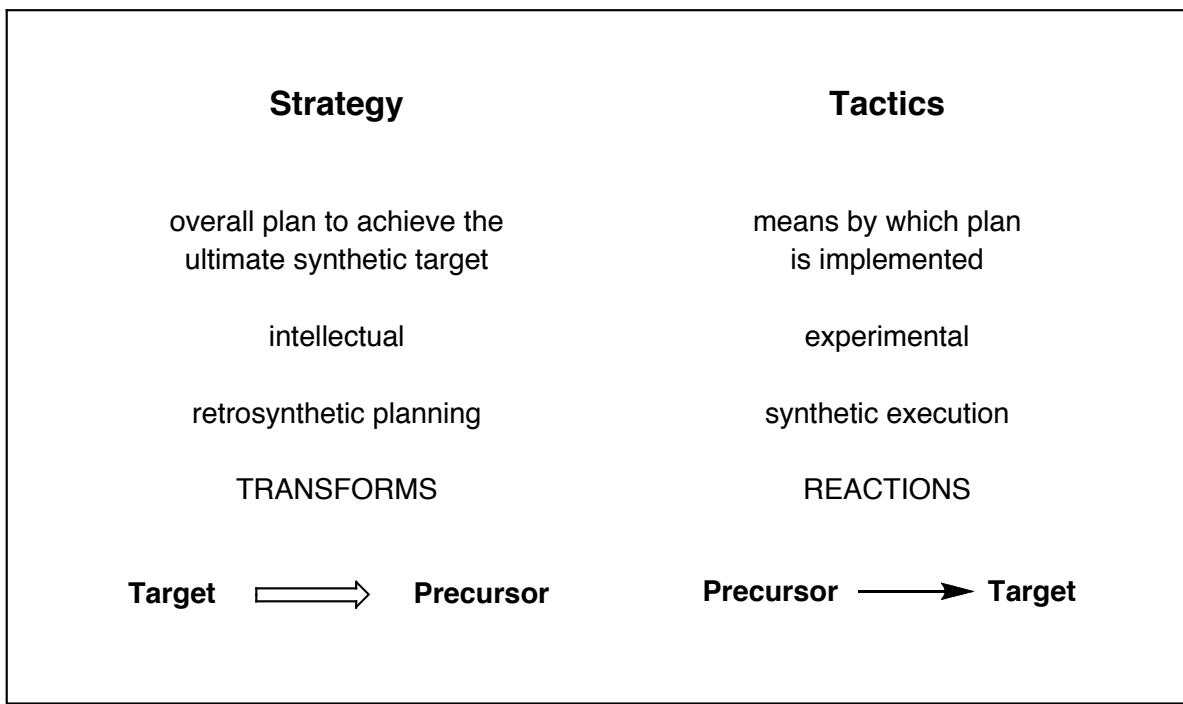 Strategy
overall plan to achieve the
ultimate synthetic target
intellectual
retrosynthetic planning
TRANSFORMS
Target Precursor
Tactics
means by which plan
is implemented
experimental
synthetic execution
REACTIONS
Precursor Target